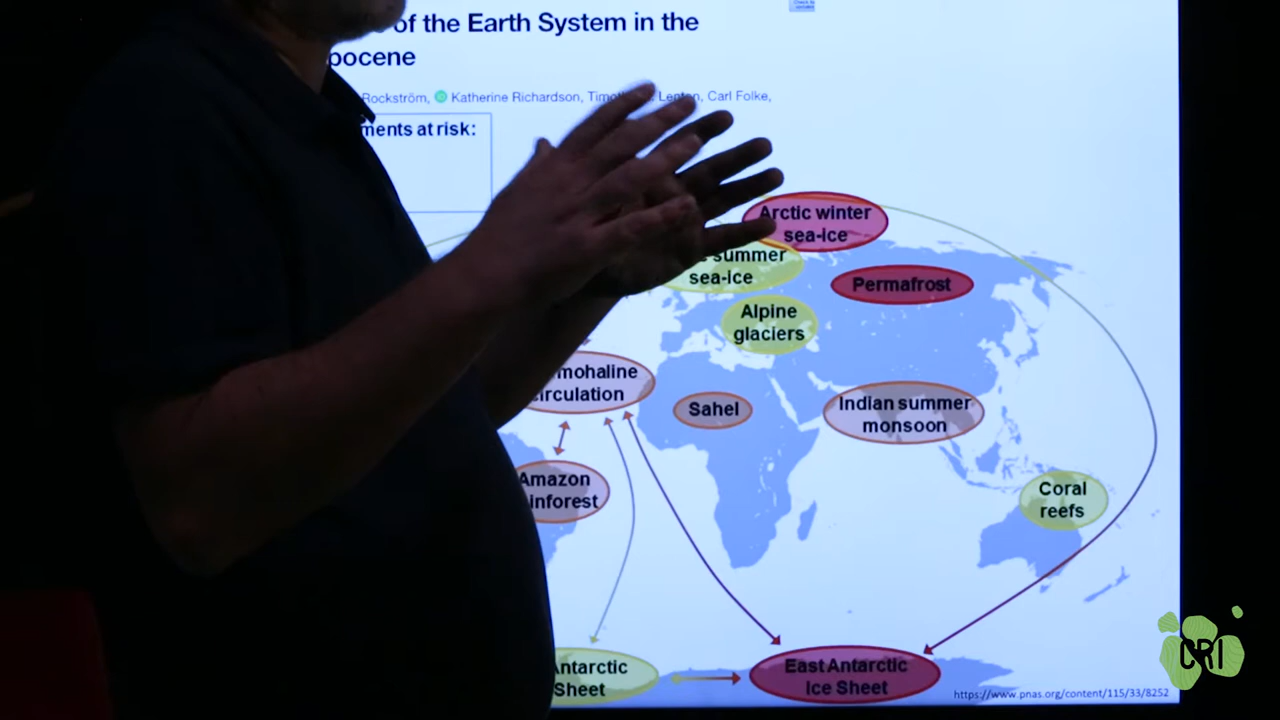 of the Earth System in the
pocene
Rockström, Katherine Richardson, Lenton, Carl Folke,
ments at risk:
Arctic winter
sea-ice
summer
sea-ice
Permafrost
Alpine
glaciers
mohaline
circulation
Sahel
Indian summer
monsoon
Amazon
inforest
Coral
reefs
Antarctic
Sheet
East Antarctic
Ice Sheet
https://www.pnas.org/content/115/33/8252
CRI